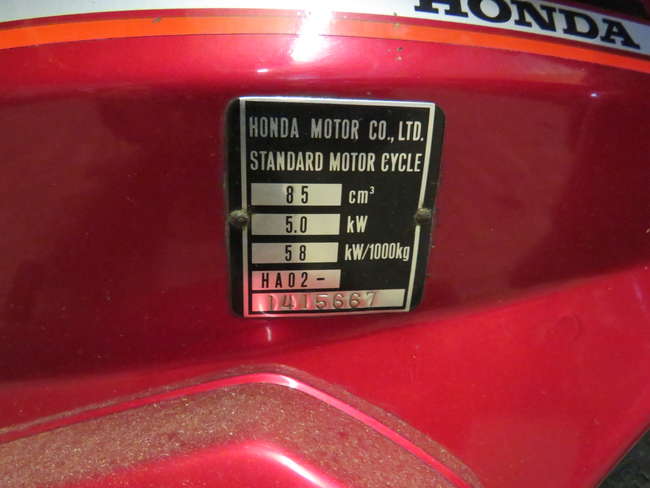 HONDA
HONDA MOTOR CO., LTD.
STANDARD MOTOR CYCLE
85 cm³
5.0 kW
58 kW/1000kg
HA02-
1415667